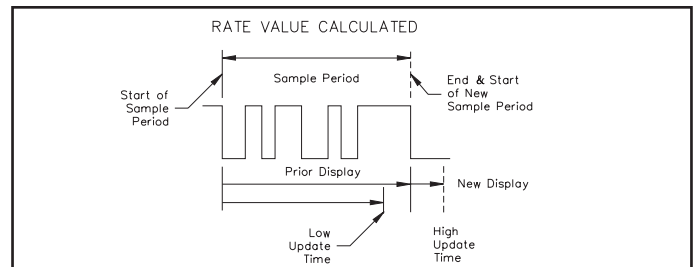 RATE VALUE CALCULATED
Sample Period
Start of
Sample
Period
End & Start
of New
Sample Period
Prior Display
New Display
Low
Update
Time
High
Update
Time